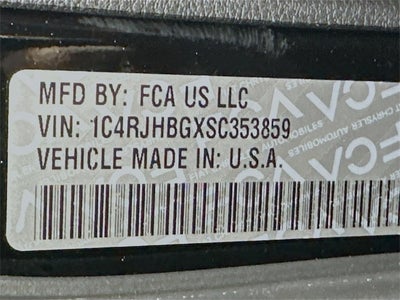 MFD BY: FCA US LLC
VIN: 1C4RJHBGXSC353859
VEHICLE MADE IN: U.S.A.